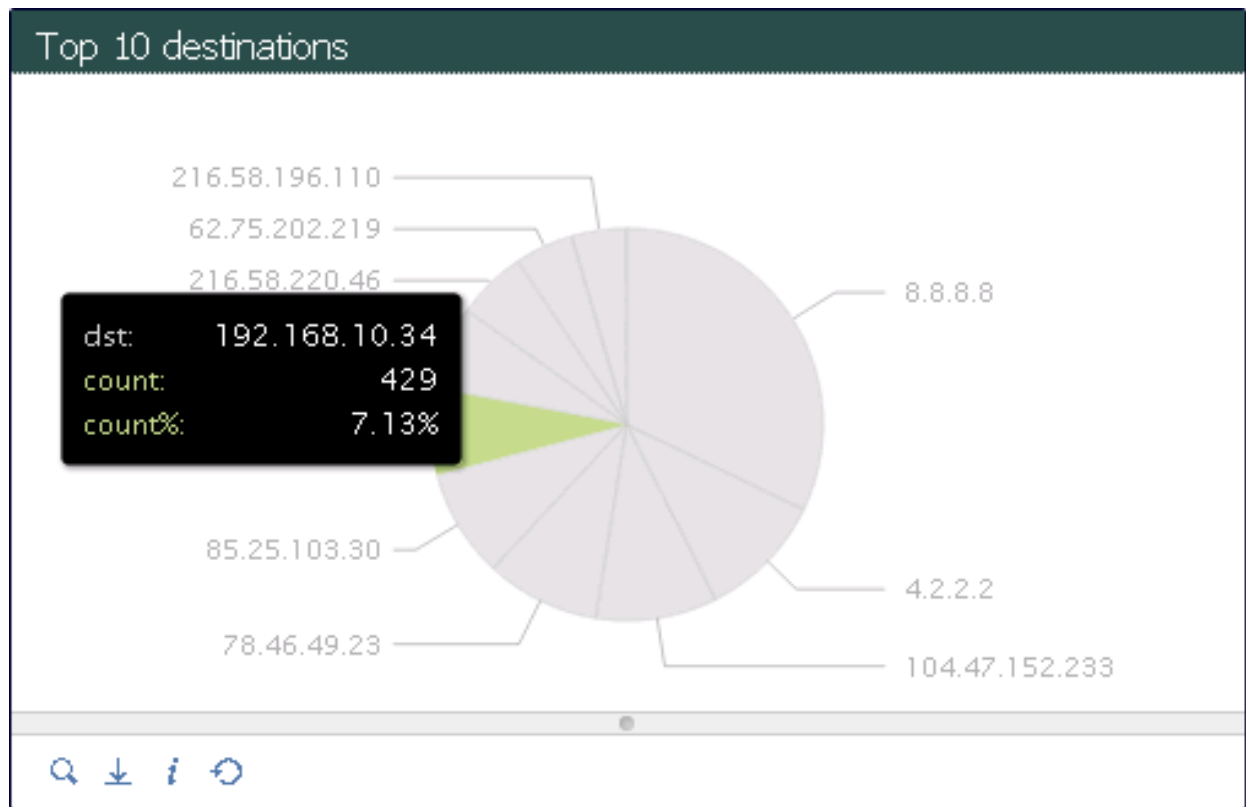 Top 10 destinations
216.58.196.110
62.75.202.219
216.58.220.46
8.8.8.8
dst: 192.168.10.34
count: 429
count%: 7.13%
85.25.103.30
4.2.2.2
78.46.49.23
104.47.152.233
i